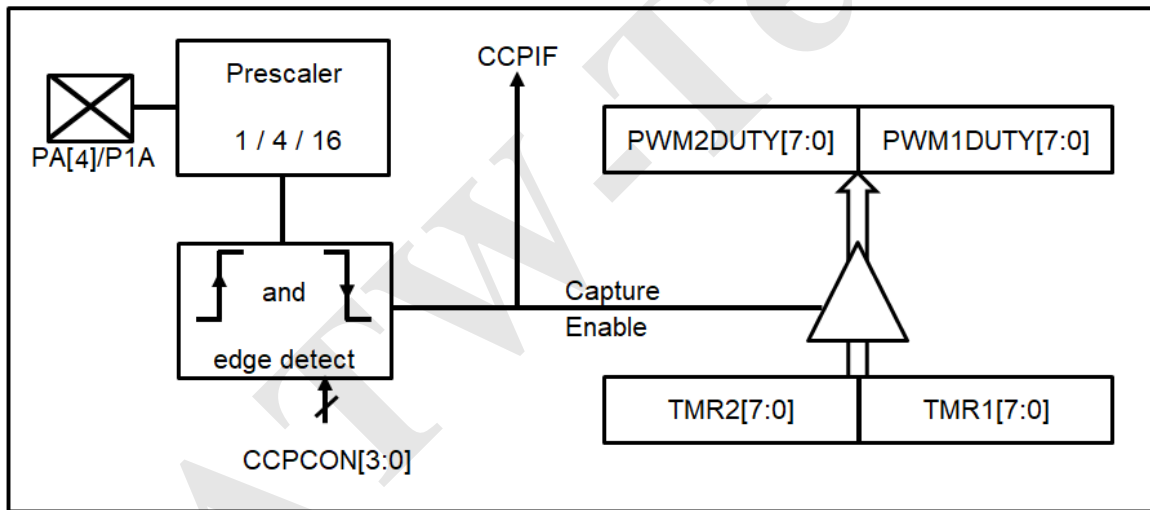 CCPIF
Prescaler
1 / 4 / 16
PA[4]/P1A
PWM2DUTY[7:0]
PWM1DUTY[7:0]
and
edge detect
Capture
Enable
TMR2[7:0]
TMR1[7:0]
CCPCON[3:0]